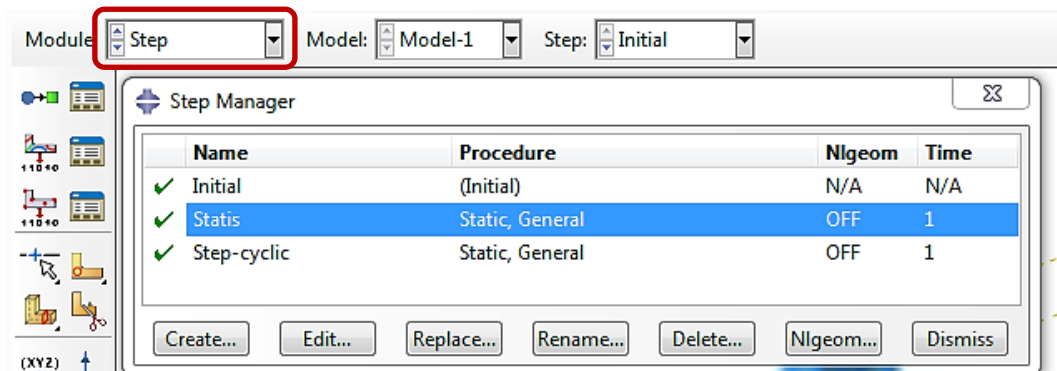 Module Step Model: Model-1 Step: Initial
Step Manager
Name Procedure Nlgeom Time
Initial (Initial) N/A N/A
Statis Static, General OFF 1
Step-cyclic Static, General OFF 1
Create... Edit... Replace... Rename... Delete... Nlgeom... Dismiss
(XYZ)